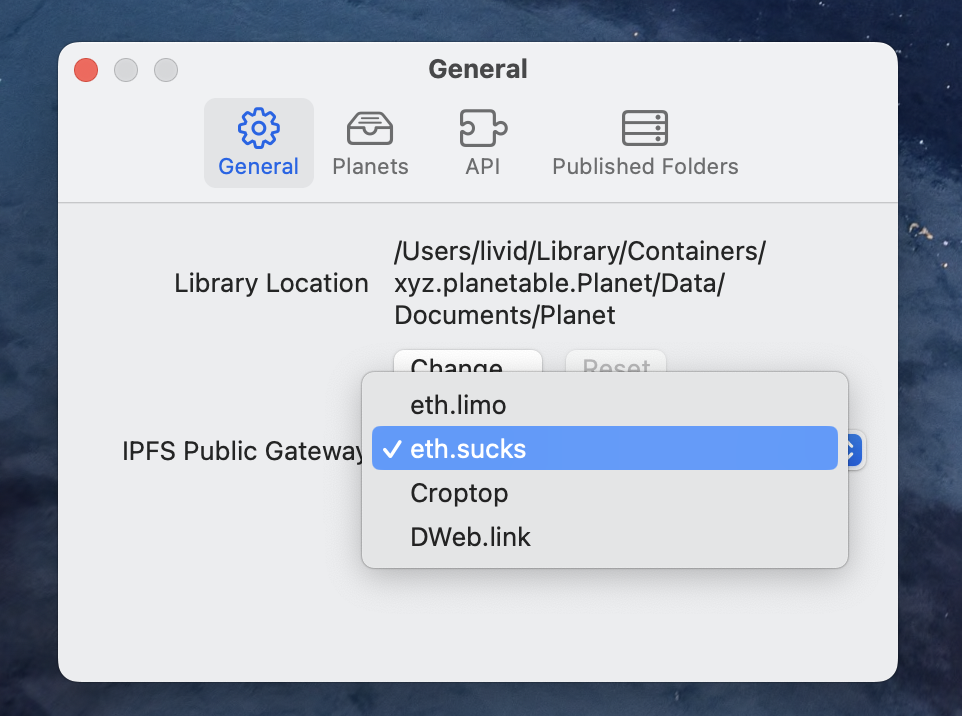 General
General
Planets
API
Published Folders
Library Location
/Users/livid/Library/Containers/
xyz.planetable.Planet/Data/
Documents/Planet
Change
Reset
IPFS Public Gateway
eth.limo
✓ eth.sucks
Croptop
DWeb.link